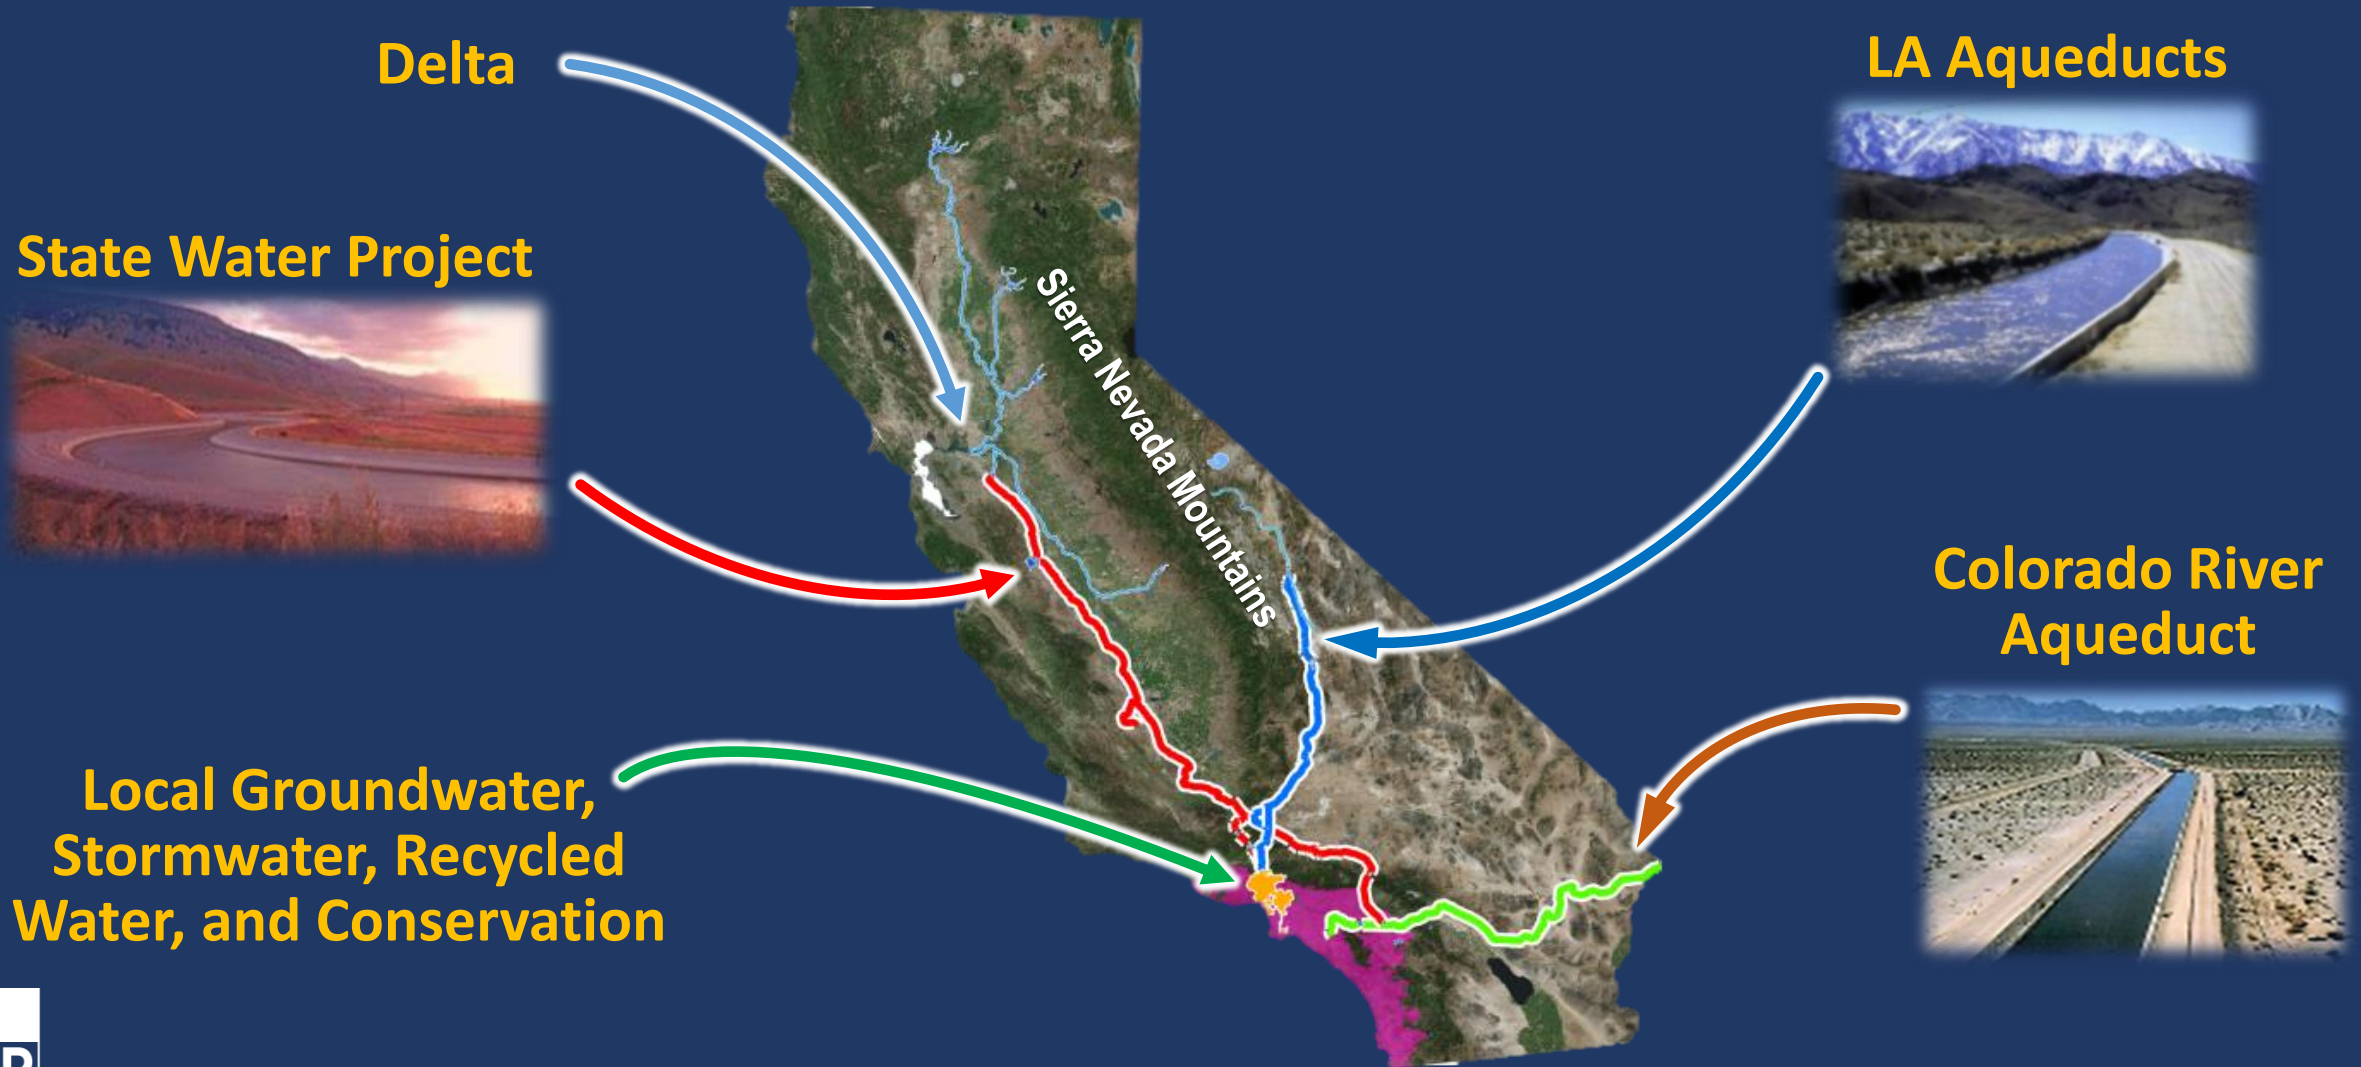 Delta
LA Aqueducts
State Water Project
Sierra Nevada Mountains
Colorado River
Aqueduct
Local Groundwater,
Stormwater, Recycled
Water, and Conservation